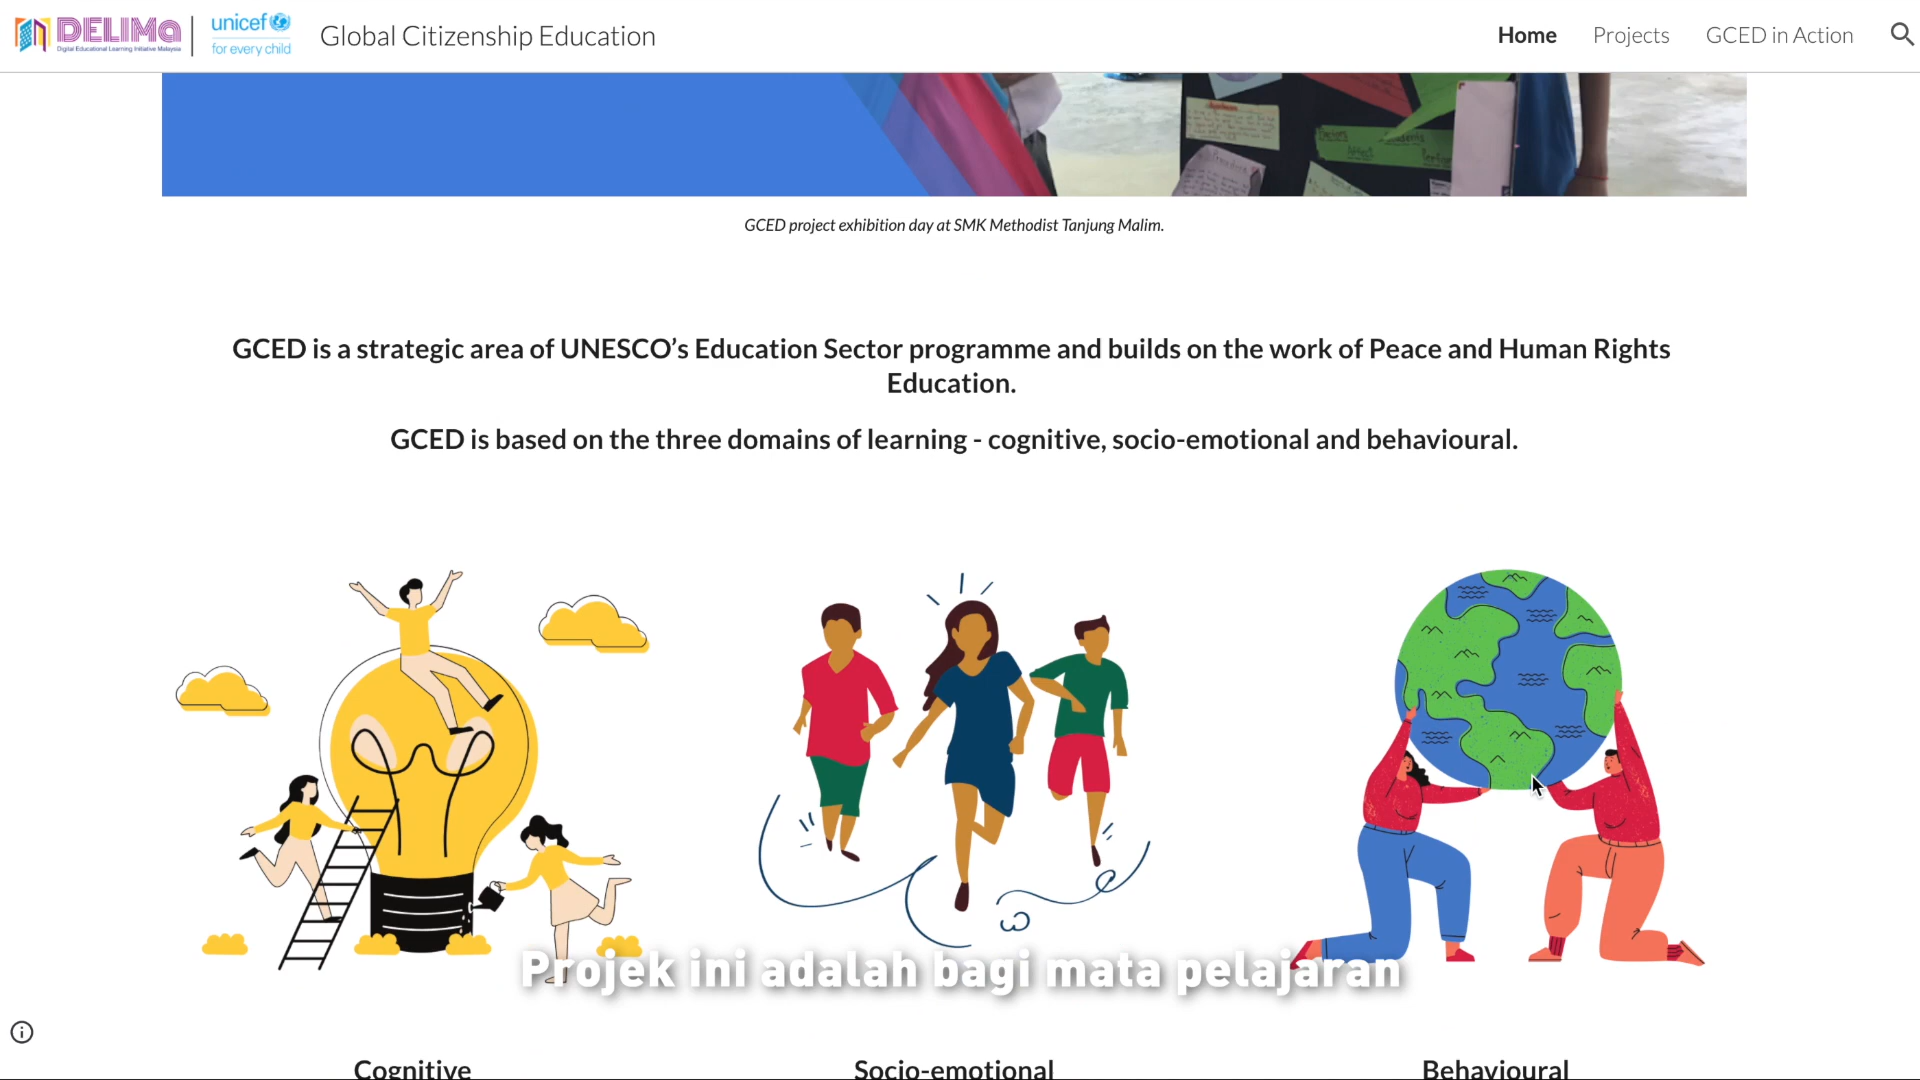 DELIMa
Digital Educational Learning Initiative Malaysia
unicef
for every child
Global Citizenship Education
Home
Projects
GCED in Action
GCED project exhibition day at SMK Methodist Tanjung Malim.
GCED is a strategic area of UNESCO’s Education Sector programme and builds on the work of Peace and Human Rights
Education.
GCED is based on the three domains of learning - cognitive, socio-emotional and behavioural.
Projek ini adalah bagi mata pelajaran
Cognitive
Socio-emotional
Behavioural